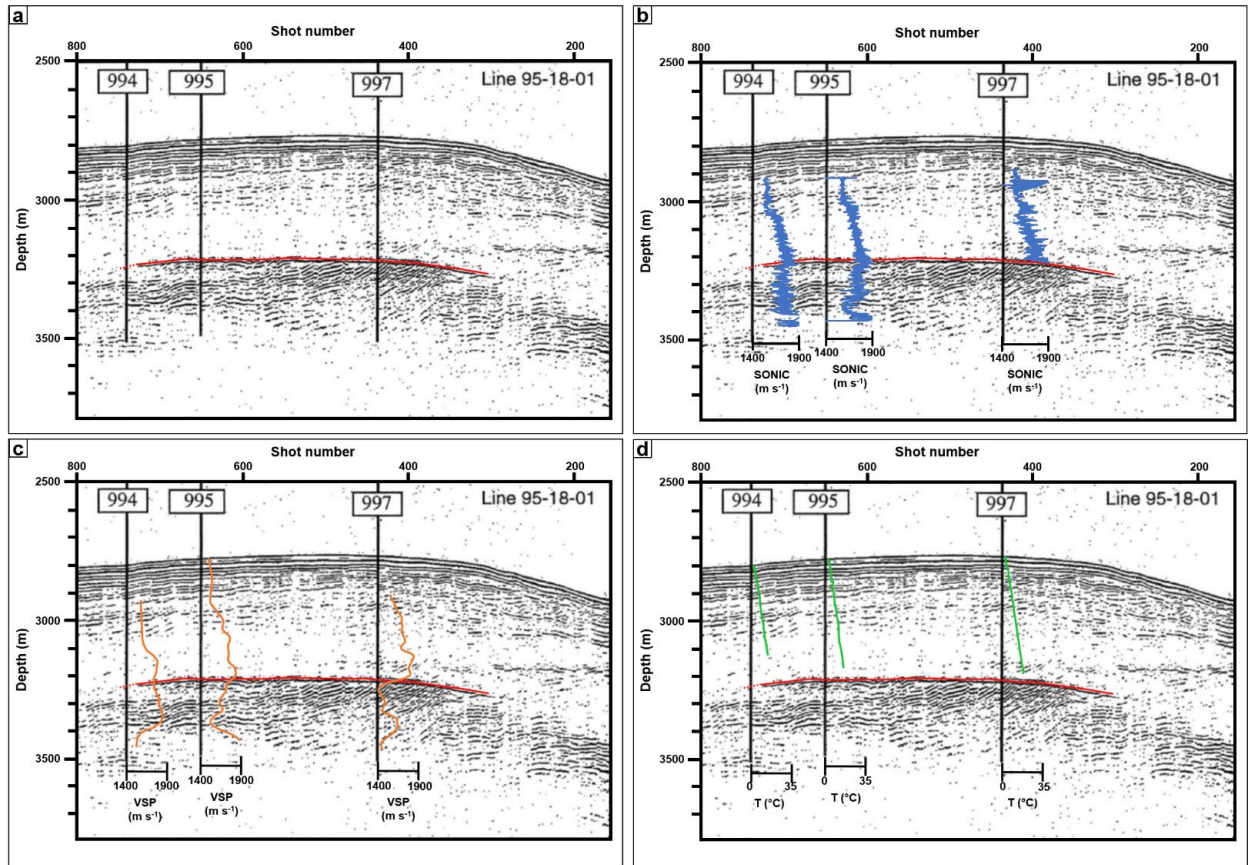 a
Shot number
800 600 400 200
2500
994 995 997 Line 95-18-01
3000
Depth (m)
3500
b
Shot number
800 600 400 200
2500
994 995 997 Line 95-18-01
3000
Depth (m)
3500
1400 1900 1400 1900 1400 1900
SONIC SONIC SONIC
(m s⁻¹) (m s⁻¹) (m s⁻¹)
c
Shot number
800 600 400 200
2500
994 995 997 Line 95-18-01
3000
Depth (m)
3500
1400 1900 1400 1900 1400 1900
VSP VSP VSP
(m s⁻¹) (m s⁻¹) (m s⁻¹)
d
Shot number
800 600 400 200
2500
994 995 997 Line 95-18-01
3000
Depth (m)
3500
0 35 0 35 0 35
T (°C) T (°C) T (°C)